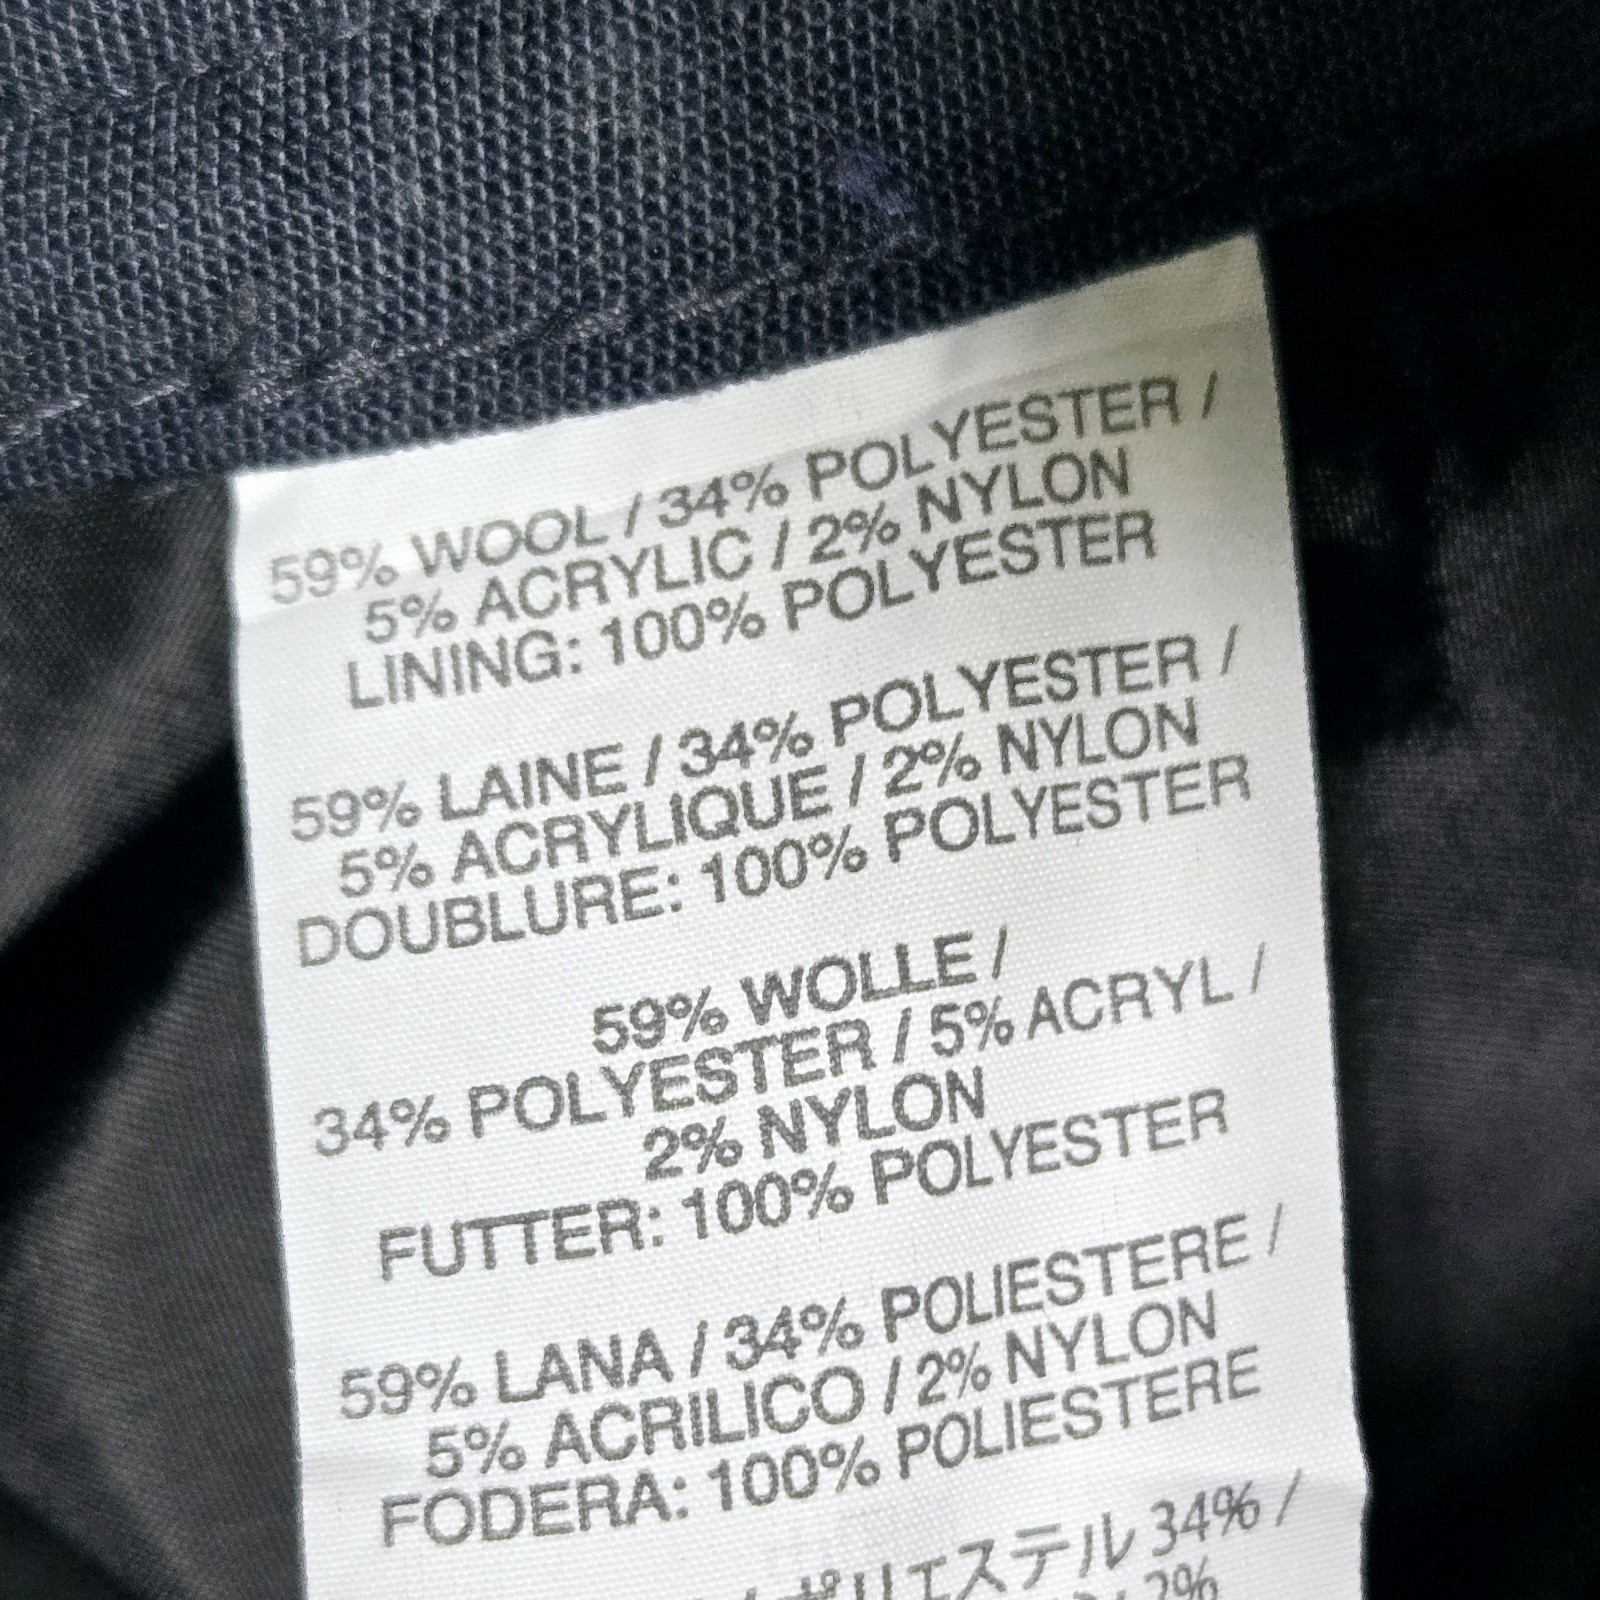 59% WOOL / 34% POLYESTER /
5% ACRYLIC / 2% NYLON
LINING: 100% POLYESTER
59% LAINE / 34% POLYESTER /
5% ACRYLIQUE / 2% NYLON
DOUBLURE: 100% POLYESTER
59% WOLLE /
34% POLYESTER / 5% ACRYL /
2% NYLON
FUTTER: 100% POLYESTER
59% LANA / 34% POLIESTERE /
5% ACRILICO / 2% NYLON
FODERA: 100% POLIESTERE
/ ポリエステル 34% /
2%